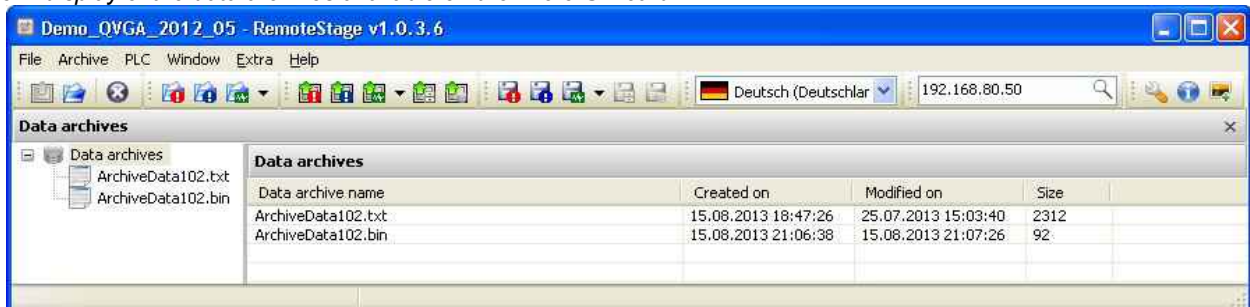 Demo_QVGA_2012_05 - RemoteStage v1.0.3.6
File Archive PLC Window Extra Help
Deutsch (Deutschlar 192.168.80.50
Data archives
Data archives
ArchiveData102.txt
ArchiveData102.bin
Data archives
Data archive name Created on Modified on Size
ArchiveData102.txt 15.08.2013 18:47:26 25.07.2013 15:03:40 2312
ArchiveData102.bin 15.08.2013 21:06:38 15.08.2013 21:07:26 92